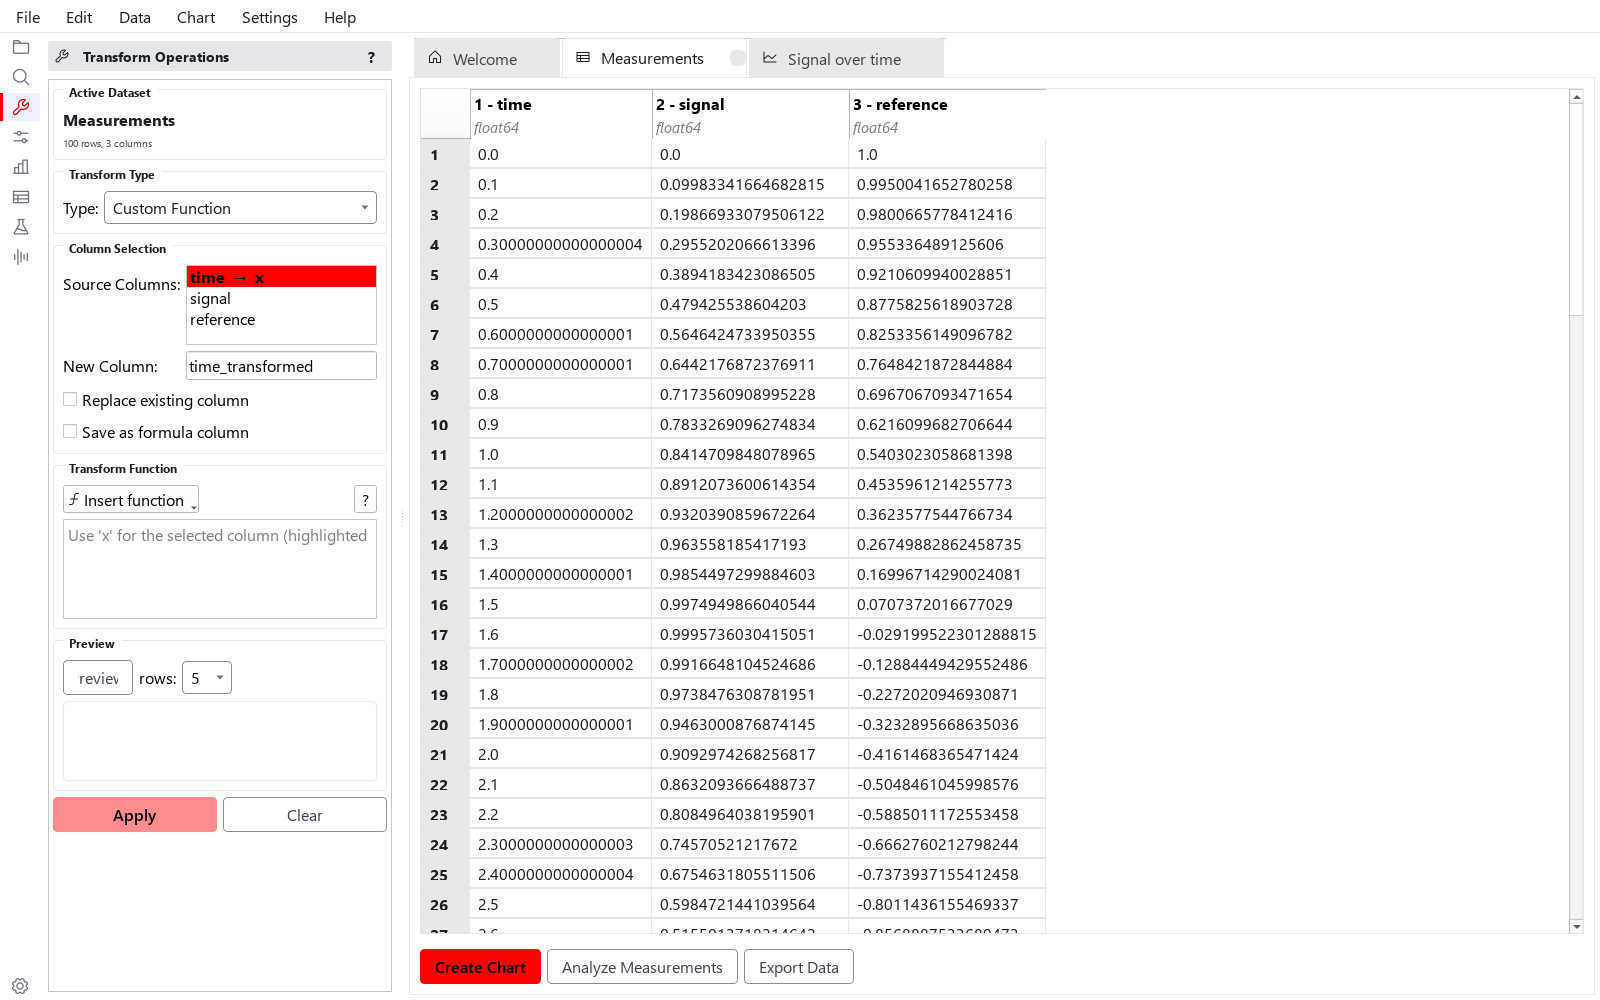 File Edit Data Chart Settings Help
Transform Operations ?
Active Dataset
Measurements
100 rows, 3 columns
Transform Type
Type: Custom Function
Column Selection
Source Columns: time → x
signal
reference
New Column: time_transformed
Replace existing column
Save as formula column
Transform Function
Insert function ?
Use 'x' for the selected column (highlighted
Preview
review rows: 5
Apply Clear
Welcome Measurements Signal over time
1 - time 2 - signal 3 - reference
float64 float64 float64
1 0.0 0.0 1.0
2 0.1 0.09983341664682815 0.9950041652780258
3 0.2 0.19866933079506122 0.9800665778412416
4 0.30000000000000004 0.2955202066613396 0.955336489125606
5 0.4 0.3894183423086505 0.9210609940028851
6 0.5 0.479425538604203 0.8775825618903728
7 0.6000000000000001 0.5646424733950355 0.8253356149096782
8 0.7000000000000001 0.6442176872376911 0.7648421872844884
9 0.8 0.7173560908995228 0.6967067093471654
10 0.9 0.7833269096274834 0.6216099682706644
11 1.0 0.8414709848078965 0.5403023058681398
12 1.1 0.8912073600614354 0.4535961214255773
13 1.2000000000000002 0.9320390859672264 0.3623577544766734
14 1.3 0.963558185417193 0.26749882862458735
15 1.4000000000000001 0.9854497299884603 0.16996714290024081
16 1.5 0.9974949866040544 0.0707372016677029
17 1.6 0.9995736030415051 -0.029199522301288815
18 1.7000000000000002 0.9916648104524686 -0.12884449429552486
19 1.8 0.9738476308781951 -0.2272020946930871
20 1.9000000000000001 0.9463000876874145 -0.3232895668635036
21 2.0 0.9092974268256817 -0.4161468365471424
22 2.1 0.8632093666488737 -0.5048461045998576
23 2.2 0.8084964038195901 -0.5885011172553458
24 2.3000000000000003 0.74570521217672 -0.6662760212798244
25 2.4000000000000004 0.6754631805511506 -0.7373937155412458
26 2.5 0.5984721441039564 -0.8011436155469337
Create Chart Analyze Measurements Export Data